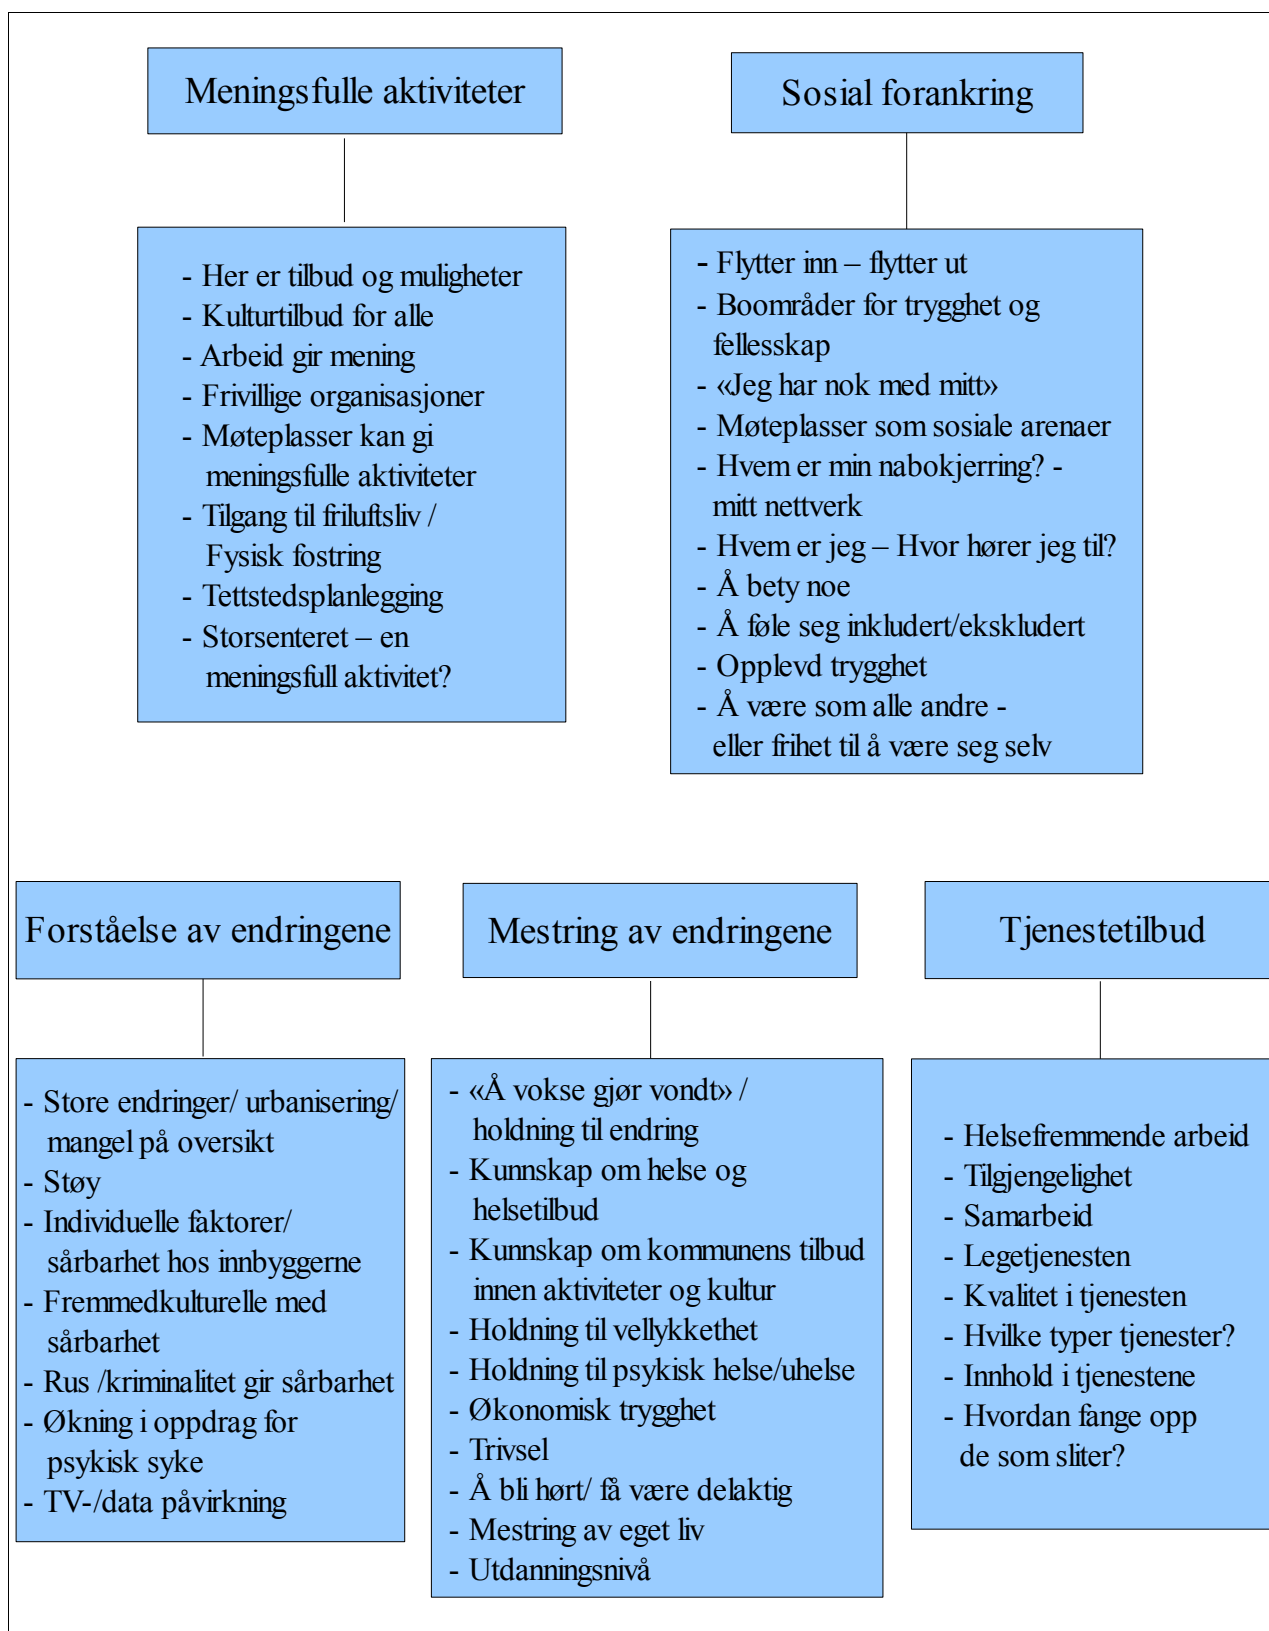 Meningsfulle aktiviteter
- Her er tilbud og muligheter
- Kulturtilbud for alle
- Arbeid gir mening
- Frivillige organisasjoner
- Møteplasser kan gi
meningsfulle aktiviteter
- Tilgang til friluftsliv /
Fysisk fostring
- Tettstedsplanlegging
- Storsenteret – en
meningsfull aktivitet?
Sosial forankring
- Flytter inn – flytter ut
- Boområder for trygghet og
fellesskap
- «Jeg har nok med mitt»
- Møteplasser som sosiale arenaer
- Hvem er min nabokjerring? -
mitt nettverk
- Hvem er jeg – Hvor hører jeg til?
- Å bety noe
- Å føle seg inkludert/ekskludert
- Opplevd trygghet
- Å være som alle andre -
eller frihet til å være seg selv
Forståelse av endringene
- Store endringer/ urbanisering/
mangel på oversikt
- Støy
- Individuelle faktorer/
sårbarhet hos innbyggerne
- Fremmedkulturelle med
sårbarhet
- Rus /kriminalitet gir sårbarhet
- Økning i oppdrag for
psykisk syke
- TV-/data påvirkning
Mestring av endringene
- «Å vokse gjør vondt» /
holdning til endring
- Kunnskap om helse og
helsetilbud
- Kunnskap om kommunens tilbud
innen aktiviteter og kultur
- Holdning til vellykkethet
- Holdning til psykisk helse/uhelse
- Økonomisk trygghet
- Trivsel
- Å bli hørt/ få være delaktig
- Mestring av eget liv
- Utdanningsnivå
Tjenestetilbud
- Helsefremmende arbeid
- Tilgjengelighet
- Samarbeid
- Legetjenesten
- Kvalitet i tjenesten
- Hvilke typer tjenester?
- Innhold i tjenestene
- Hvordan fange opp
de som sliter?